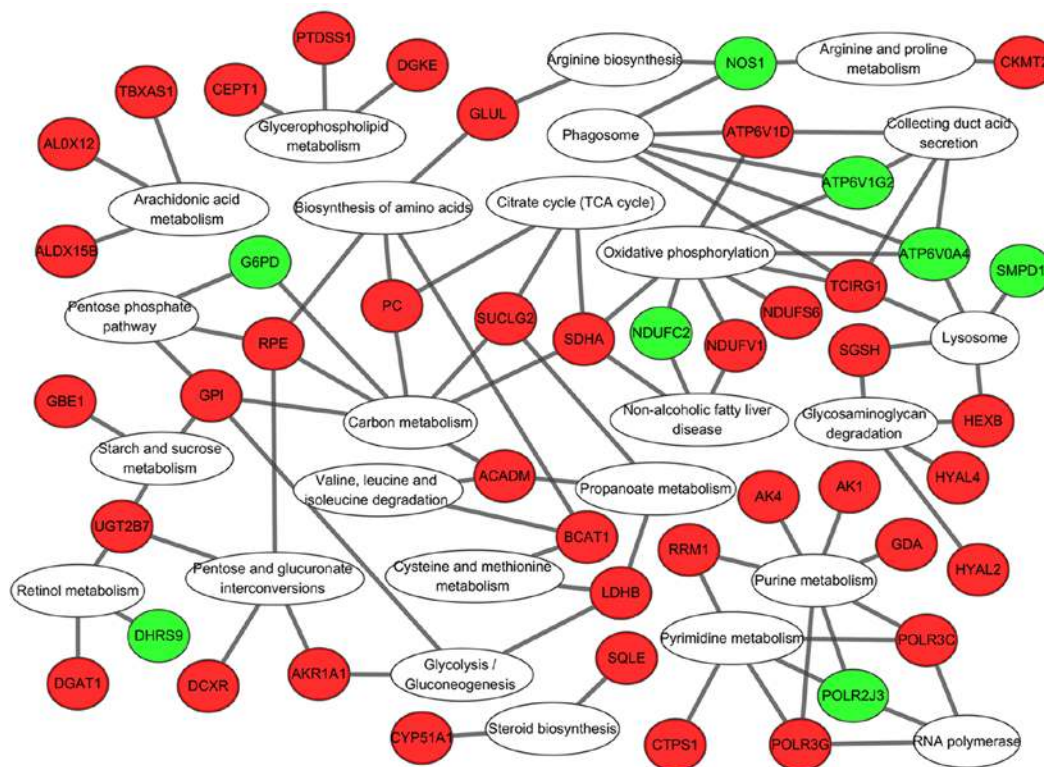 PTDSS1
DGKE
CEPT1
TBXAS1
Glycerophospholipid
metabolism
AL0X12
Arachidonic acid
metabolism
ALDX15B
Arginine biosynthesis
NOS1
Arginine and proline
metabolism
CKMT2
GLUL
Phagosome
ATP6V1D
Collecting duct acid
secretion
ATP6V1G2
Biosynthesis of amino acids
Citrate cycle (TCA cycle)
Oxidative phosphorylation
ATP6V0A4
SMPD1
G6PD
Pentose phosphate
pathway
RPE
PC
SUCLG2
SDHA
NDUFC2
NDUFV1
NDUFS6
TCIRG1
Lysosome
SGSH
GBE1
GPI
Carbon metabolism
Non-alcoholic fatty liver
disease
Glycosaminoglycan
degradation
HEXB
Starch and sucrose
metabolism
Valine, leucine and
isoleucine degradation
ACADM
Propanoate metabolism
AK4
AK1
HYAL4
UGT2B7
BCAT1
RRM1
GDA
HYAL2
Retinol metabolism
Pentose and glucuronate
interconversions
Cysteine and methionine
metabolism
LDHB
Purine metabolism
DHRS9
Pyrimidine metabolism
POLR3C
DGAT1
DCXR
AKR1A1
Glycolysis /
Gluconeogenesis
SQLE
POLR2J3
CYP51A1
Steroid biosynthesis
CTPS1
POLR3G
RNA polymerase